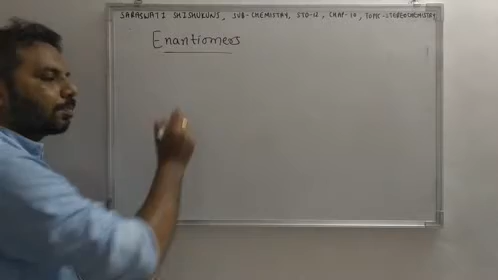 SARASWATI SHISHUKUNJ, SUB-CHEMISTRY, STD-12, CHAP-10, TOPIC-STEREOCHEMISTRY
Enantiomers